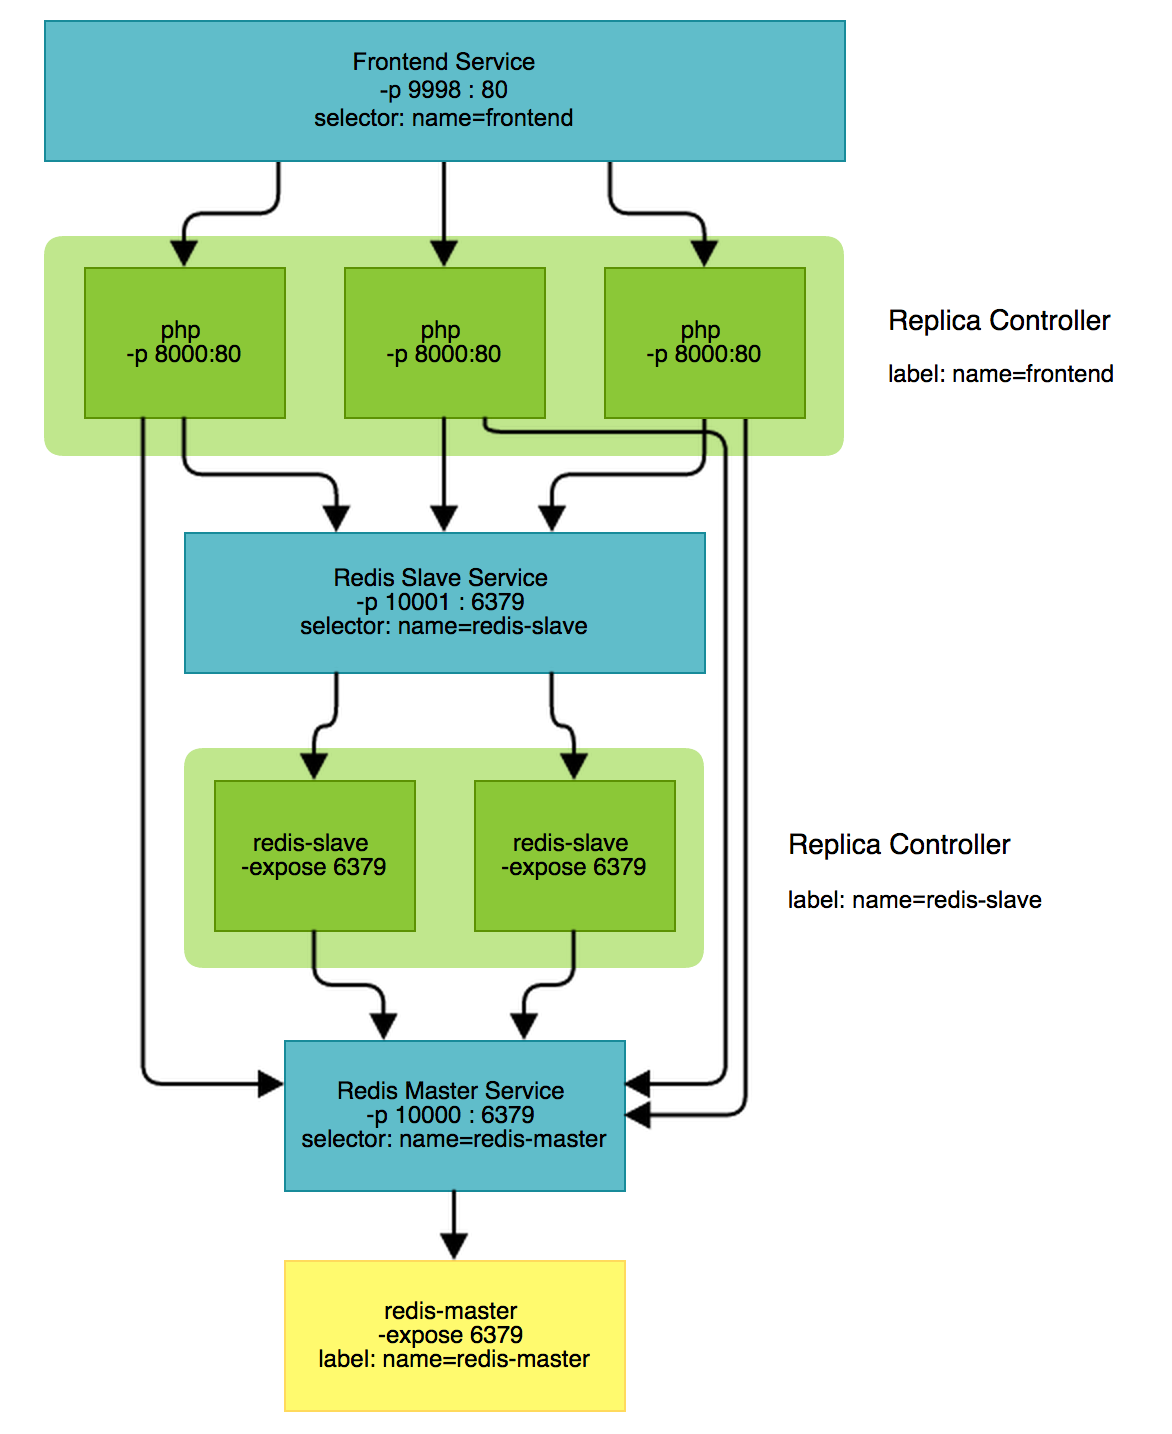 Frontend Service
-p 9998 : 80
selector: name=frontend
php
-p 8000:80
php
-p 8000:80
php
-p 8000:80
Replica Controller
label: name=frontend
Redis Slave Service
-p 10001 : 6379
selector: name=redis-slave
redis-slave
-expose 6379
redis-slave
-expose 6379
Replica Controller
label: name=redis-slave
Redis Master Service
-p 10000 : 6379
selector: name=redis-master
redis-master
-expose 6379
label: name=redis-master